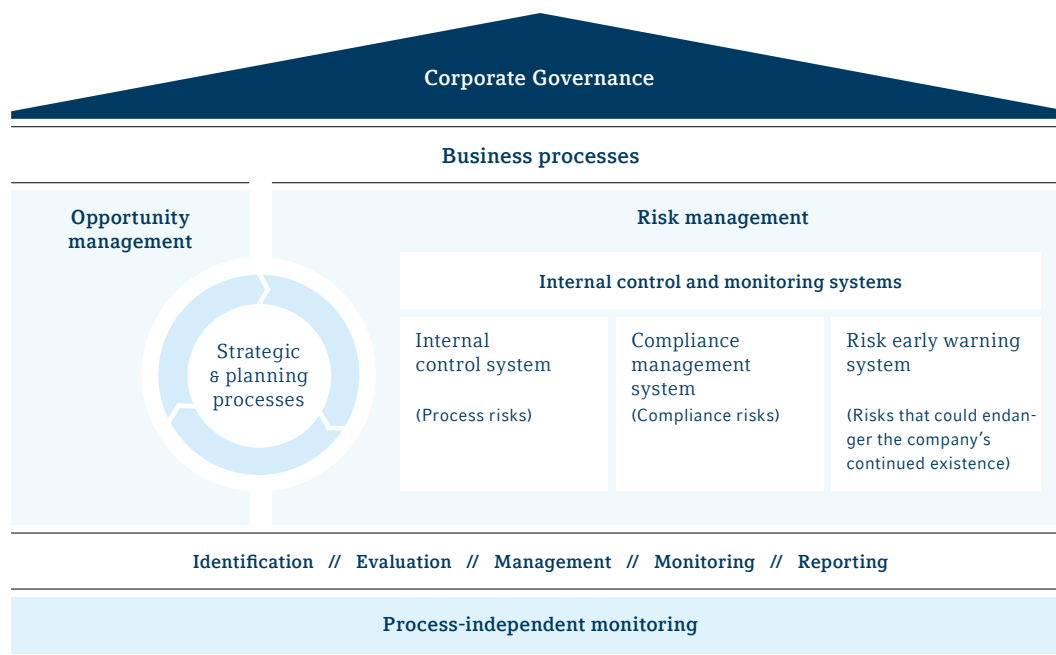 Corporate Governance
Business processes
Opportunity
management
Strategic
& planning
processes
Risk management
Internal control and monitoring systems
Internal
control system
(Process risks)
Compliance
management
system
(Compliance risks)
Risk early warning
system
(Risks that could endan-
ger the company’s
continued existence)
Identification // Evaluation // Management // Monitoring // Reporting
Process-independent monitoring